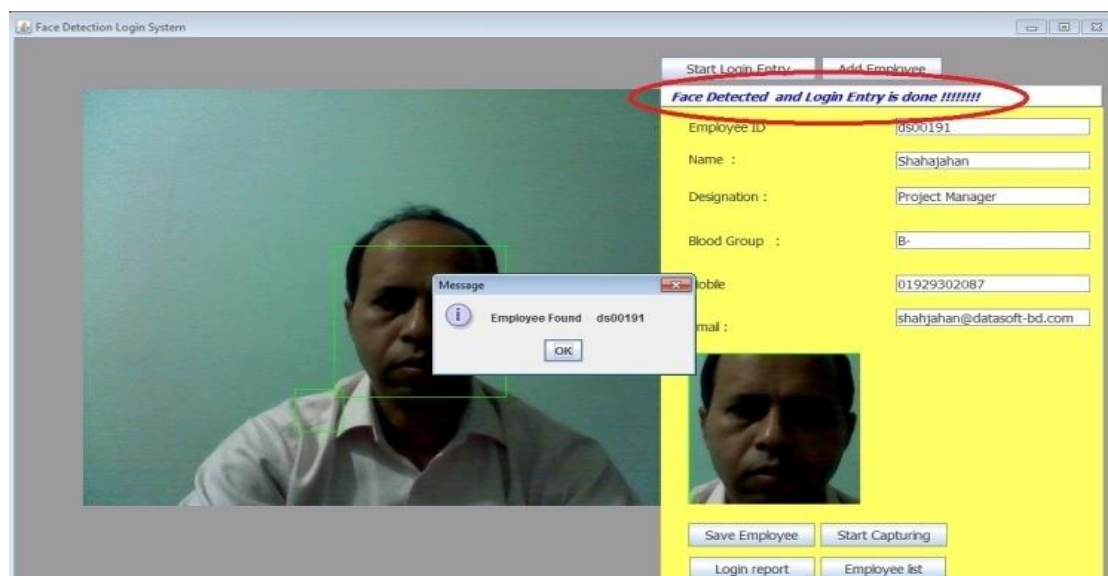 Face Detection Login System
Start Login Entry Add Employee
Face Detected and Login Entry is done !!!!!!!!
Employee ID ds00191
Name : Shahajahan
Designation : Project Manager
Blood Group : B-
Message
Mobile 01929302087
Employee Found ds00191
OK
mail : shahjahan@datasoft-bd.com
Save Employee Start Capturing
Login report Employee list